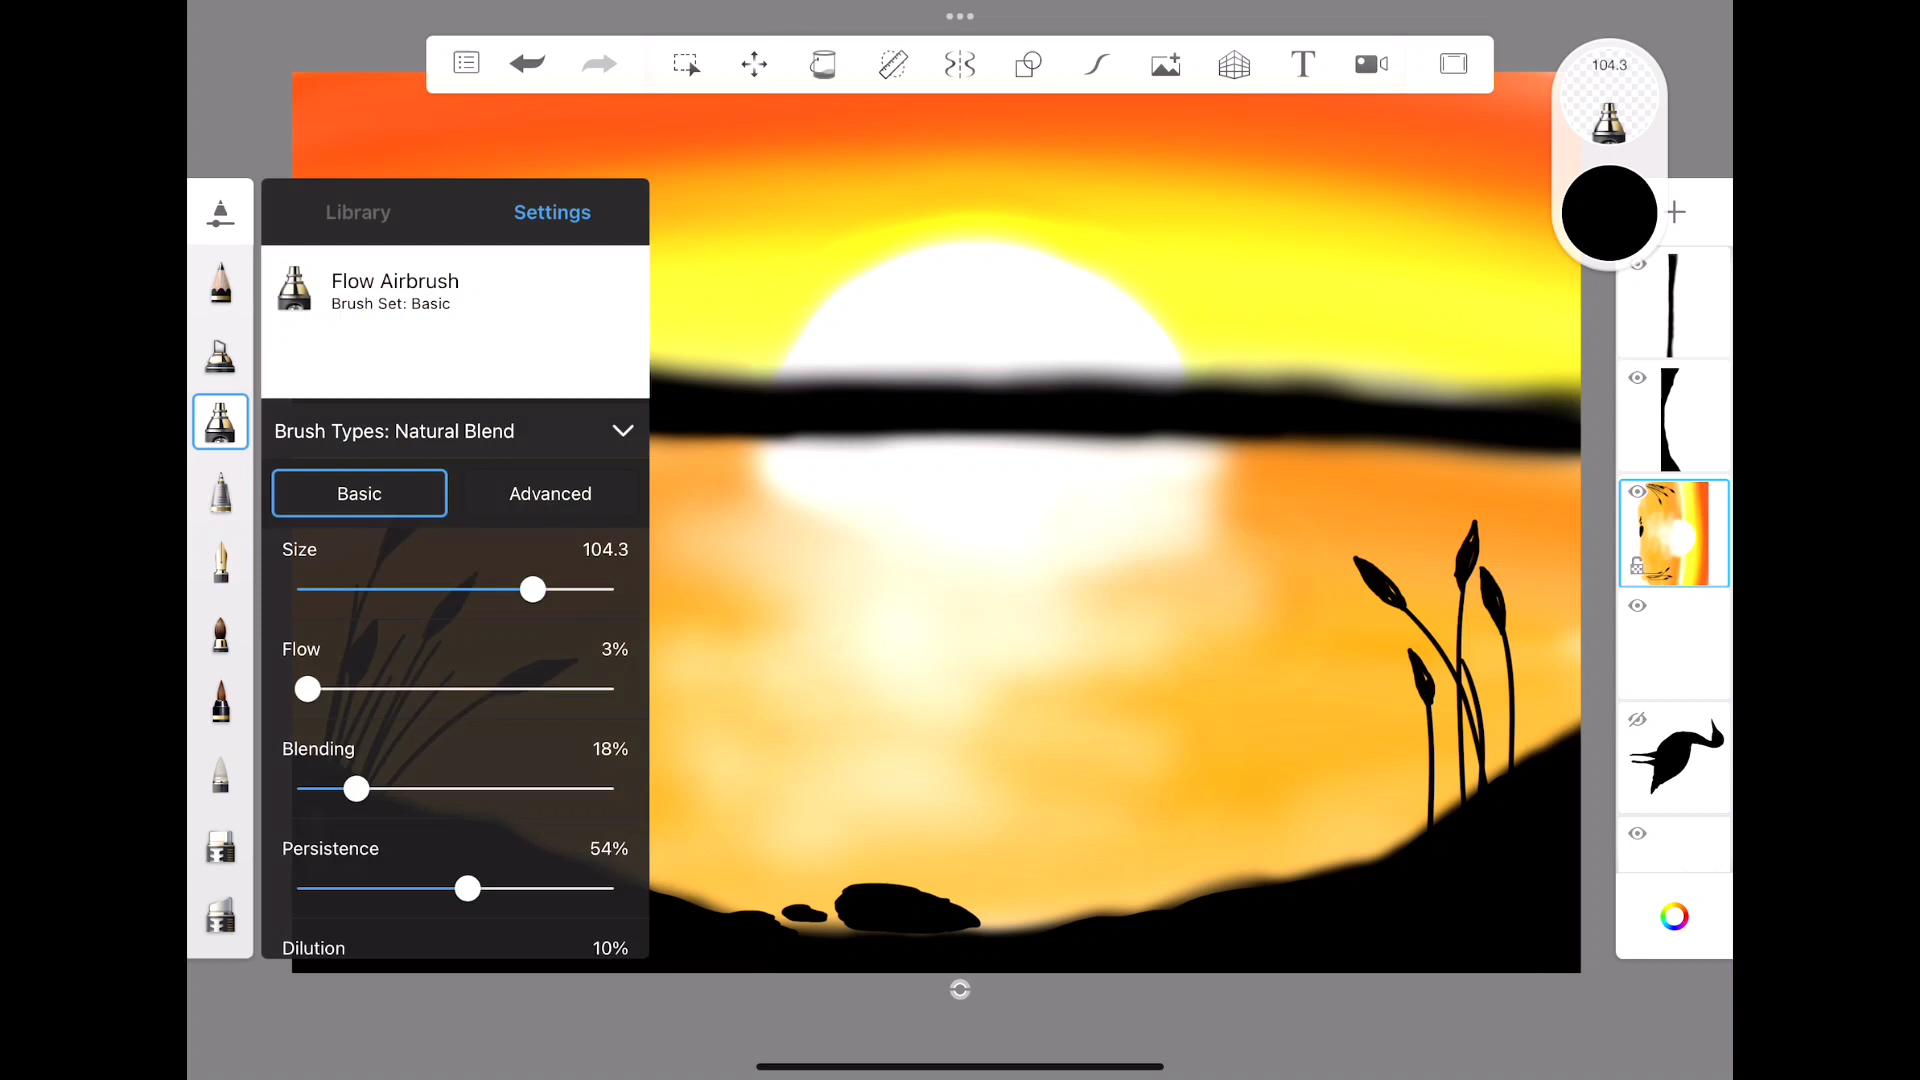 104.3
Library Settings
Flow Airbrush
Brush Set: Basic
Brush Types: Natural Blend
Basic Advanced
Size 104.3
Flow 3%
Blending 18%
Persistence 54%
Dilution 10%